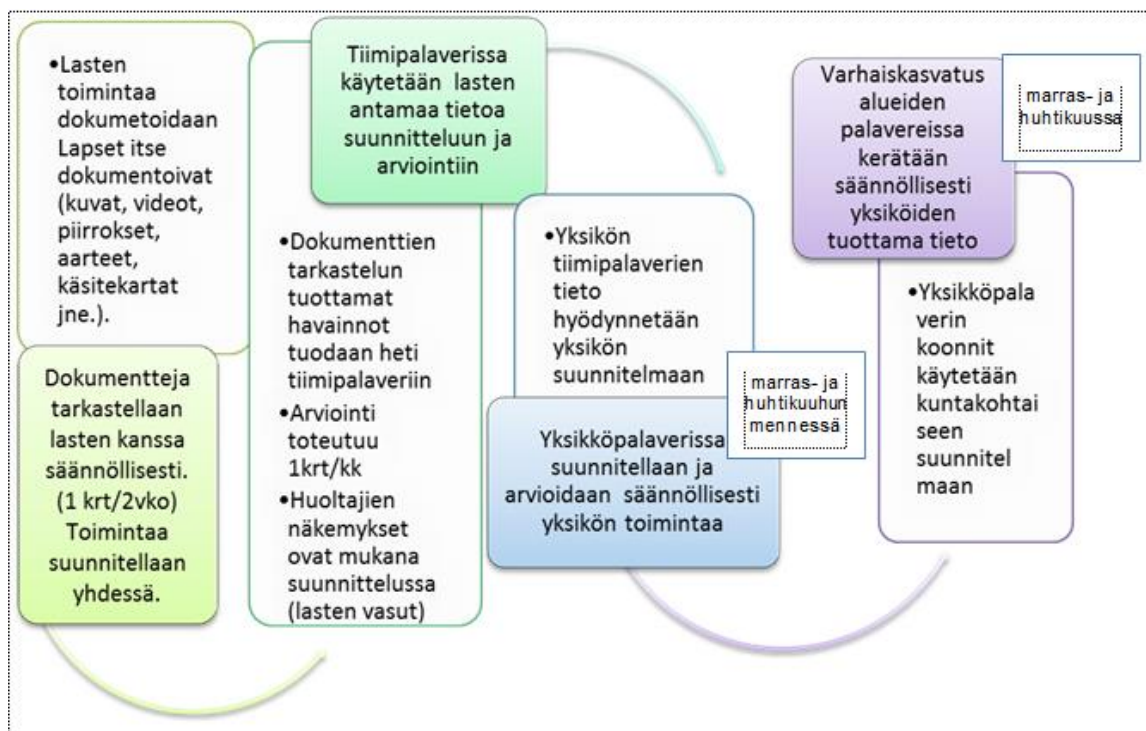 •Lasten
toimintaa
dokumetoidaan
Lapset itse
dokumentoivat
(kuvat, videot,
piirrokset,
aarteet,
käsitekartat
jne.).
Dokumentteja
tarkastellaan
lasten kanssa
säännöllisesti.
(1 krt/2vko)
Toimintaa
suunnitellaan
yhdessä.
Tiimipalaverissa
käytetään lasten
antamaa tietoa
suunnitteluun ja
arviointiin
•Dokumenttien
tarkastelun
tuottamat
havainnot
tuodaan heti
tiimipalaveriin
•Arviointi
toteutuu
1krt/kk
•Huoltajien
näkemykset
ovat mukana
suunnittelussa
(lasten vasut)
•Yksikön
tiimipalaverien
tieto
hyödynnetään
yksikön
suunnitelmaan
marras- ja
huhtikuuhun
mennessä
Yksikköpalaverissa
suunnitellaan ja
arvioidaan säännöllisesti
yksikön toimintaa
Varhaiskasvatus
alueiden
palavereissa
kerätään
säännöllisesti
yksiköiden
tuottama tieto
marras- ja
huhtikuussa
•Yksikköpala
verin
koonnit
käytetään
kuntakohtai
seen
suunnitel
maan